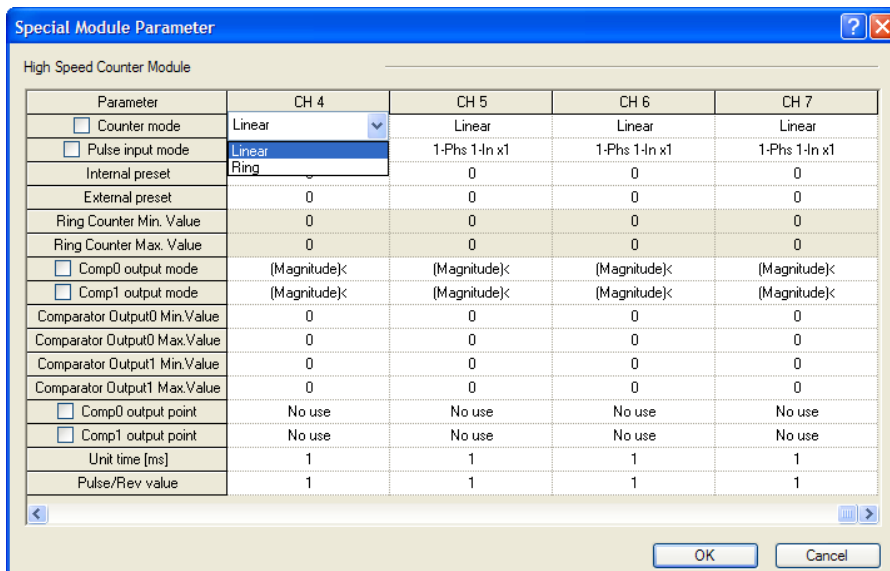 Special Module Parameter
High Speed Counter Module
Parameter CH 4 CH 5 CH 6 CH 7
Counter mode Linear Linear Linear Linear
Pulse input mode Linear 1-Phs 1-In x1 1-Phs 1-In x1 1-Phs 1-In x1
Ring
Internal preset 0 0 0
External preset 0 0 0 0
Ring Counter Min. Value 0 0 0 0
Ring Counter Max. Value 0 0 0 0
Comp0 output mode (Magnitude)< (Magnitude)< (Magnitude)< (Magnitude)<
Comp1 output mode (Magnitude)< (Magnitude)< (Magnitude)< (Magnitude)<
Comparator Output0 Min.Value 0 0 0 0
Comparator Output0 Max.Value 0 0 0 0
Comparator Output1 Min.Value 0 0 0 0
Comparator Output1 Max.Value 0 0 0 0
Comp0 output point No use No use No use No use
Comp1 output point No use No use No use No use
Unit time [ms] 1 1 1 1
Pulse/Rev value 1 1 1 1
OK Cancel